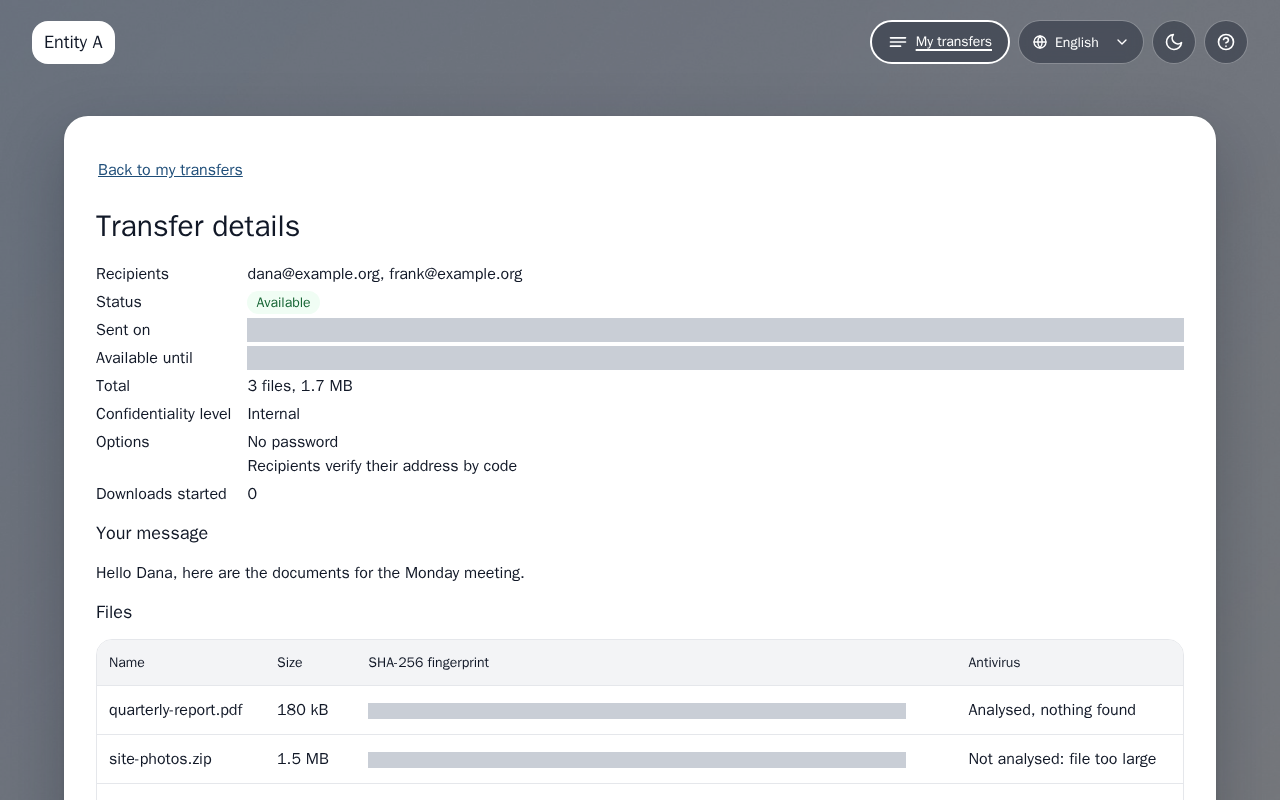 Entity A
My transfers
English
Back to my transfers
Transfer details
Recipients dana@example.org, frank@example.org
Status Available
Sent on
Available until
Total 3 files, 1.7 MB
Confidentiality level Internal
Options No password
Recipients verify their address by code
Downloads started 0
Your message
Hello Dana, here are the documents for the Monday meeting.
Files
Name Size SHA-256 fingerprint Antivirus
quarterly-report.pdf 180 kB Analysed, nothing found
site-photos.zip 1.5 MB Not analysed: file too large